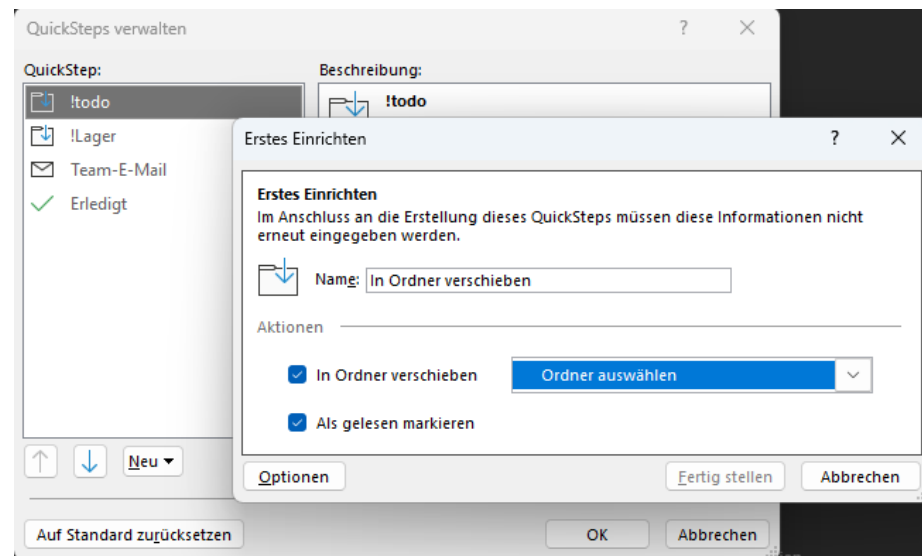 QuickSteps verwalten
QuickStep:
Beschreibung:
!todo
!Lager
Team-E-Mail
Erledigt
!todo
Erstes Einrichten
Erstes Einrichten
Im Anschluss an die Erstellung dieses QuickSteps müssen diese Informationen nicht
erneut eingegeben werden.
Name: In Ordner verschieben
Aktionen
In Ordner verschieben
Ordner auswählen
Als gelesen markieren
Optionen
Fertig stellen
Abbrechen
Neu
Auf Standard zurücksetzen
OK
Abbrechen